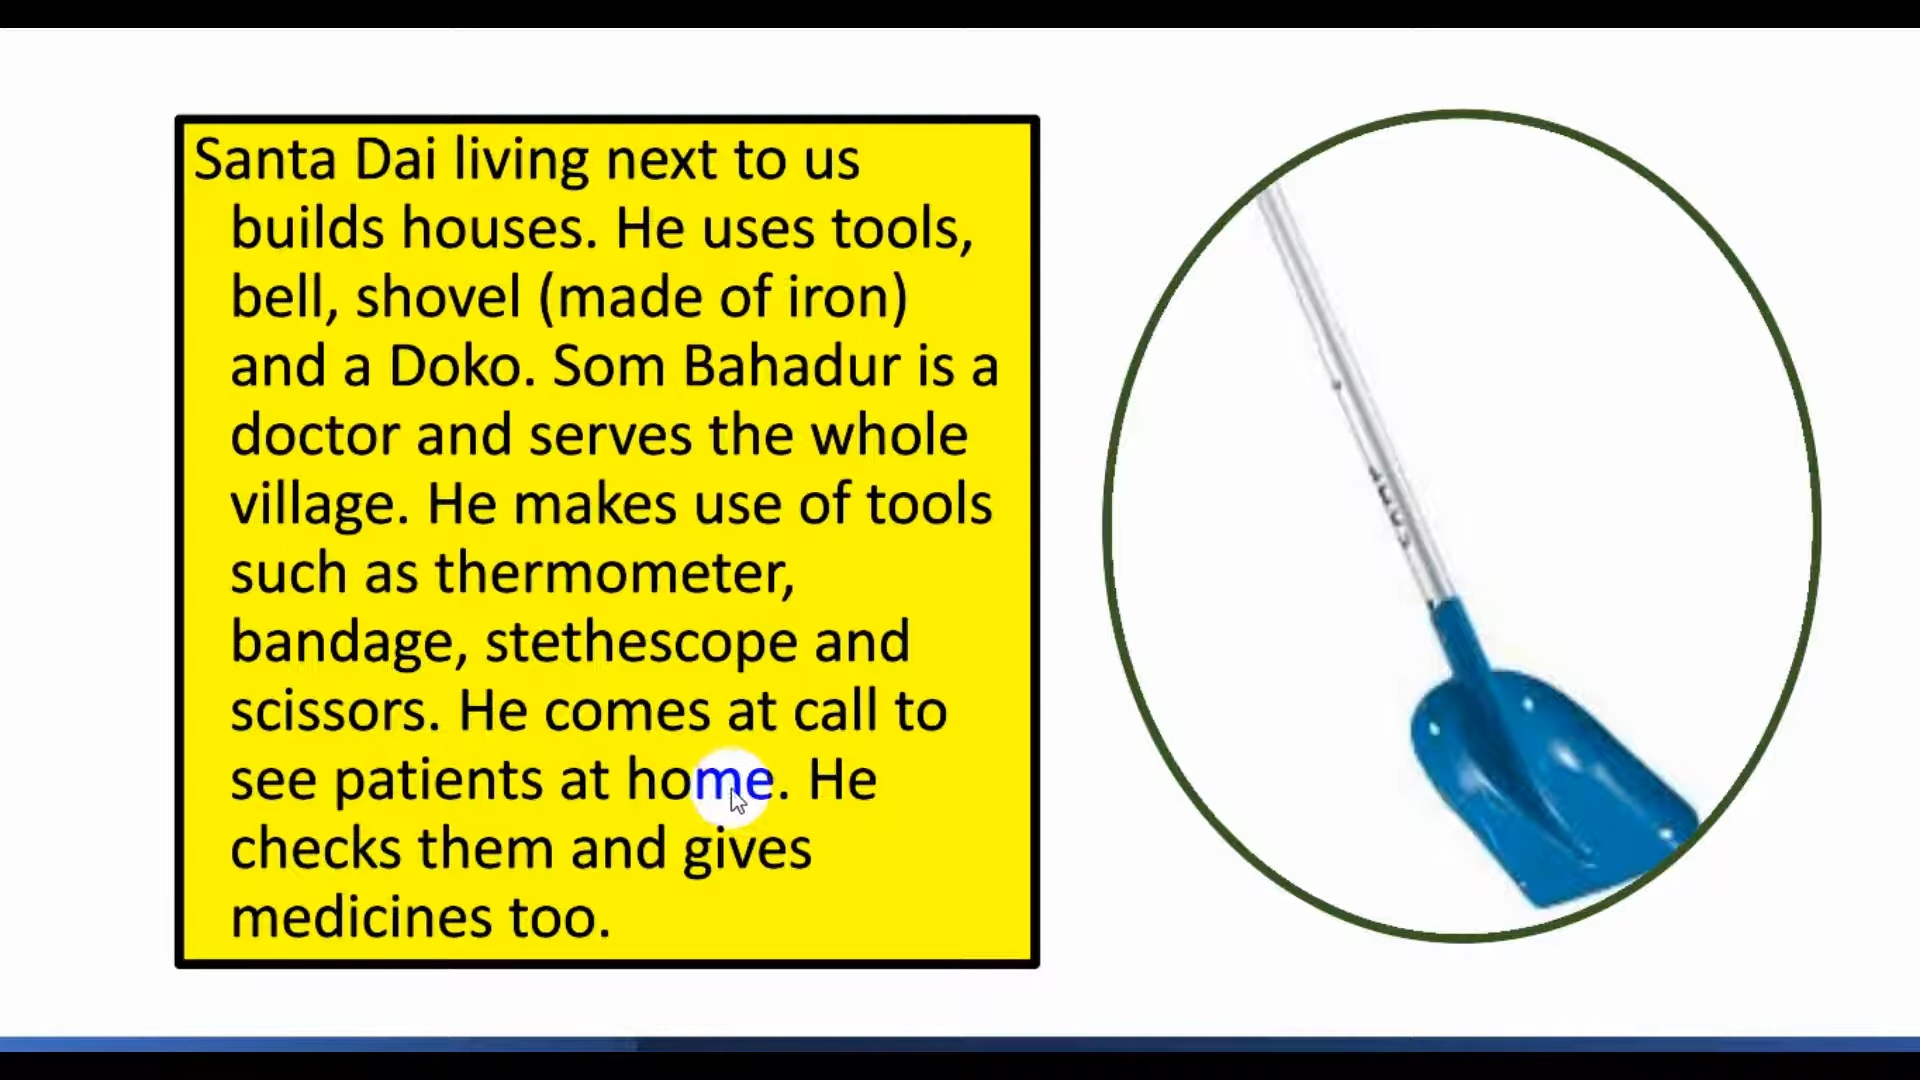 Santa Dai living next to us
builds houses. He uses tools,
bell, shovel (made of iron)
and a Doko. Som Bahadur is a
doctor and serves the whole
village. He makes use of tools
such as thermometer,
bandage, stethescope and
scissors. He comes at call to
see patients at home. He
checks them and gives
medicines too.